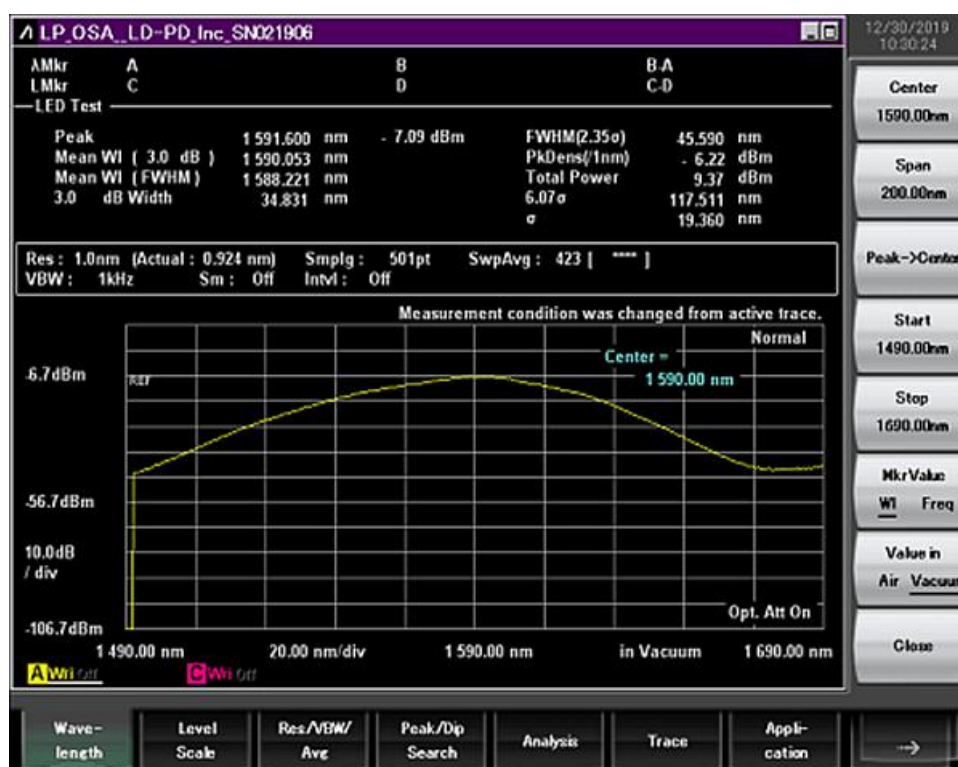 Λ LP_OSA__LD-PD_Inc_SN021906
12/30/2019
10:30:24
λMkr A B B-A
LMkr C D C-D
LED Test
Peak 1 591.600 nm - 7.09 dBm FWHM(2.35σ) 45.590 nm
Mean Wl ( 3.0 dB ) 1 590.053 nm PkDens(/1nm) - 6.22 dBm
Mean Wl ( FWHM ) 1 588.221 nm Total Power 9.37 dBm
3.0 dB Width 34.831 nm 6.07σ 117.511 nm
σ 19.360 nm
Res : 1.0nm (Actual : 0.924 nm) Smplg : 501pt SwpAvg : 423 [ **** ]
VBW : 1kHz Sm : Off Intvl : Off
Measurement condition was changed from active trace.
Normal
Center =
1 590.00 nm
-6.7dBm
REF
-56.7dBm
10.0dB
/ div
-106.7dBm
Opt. Att On
1 490.00 nm 20.00 nm/div 1 590.00 nm in Vacuum 1 690.00 nm
A Wri Off C Wri Off
Center
1590.00nm
Span
200.00nm
Peak->Center
Start
1490.00nm
Stop
1690.00nm
MkrValue
Wl Freq
Value in
Air Vacuum
Close
Wave-
length
Level
Scale
Res/VBW/
Avg
Peak/Dip
Search
Analysis
Trace
Appli-
cation